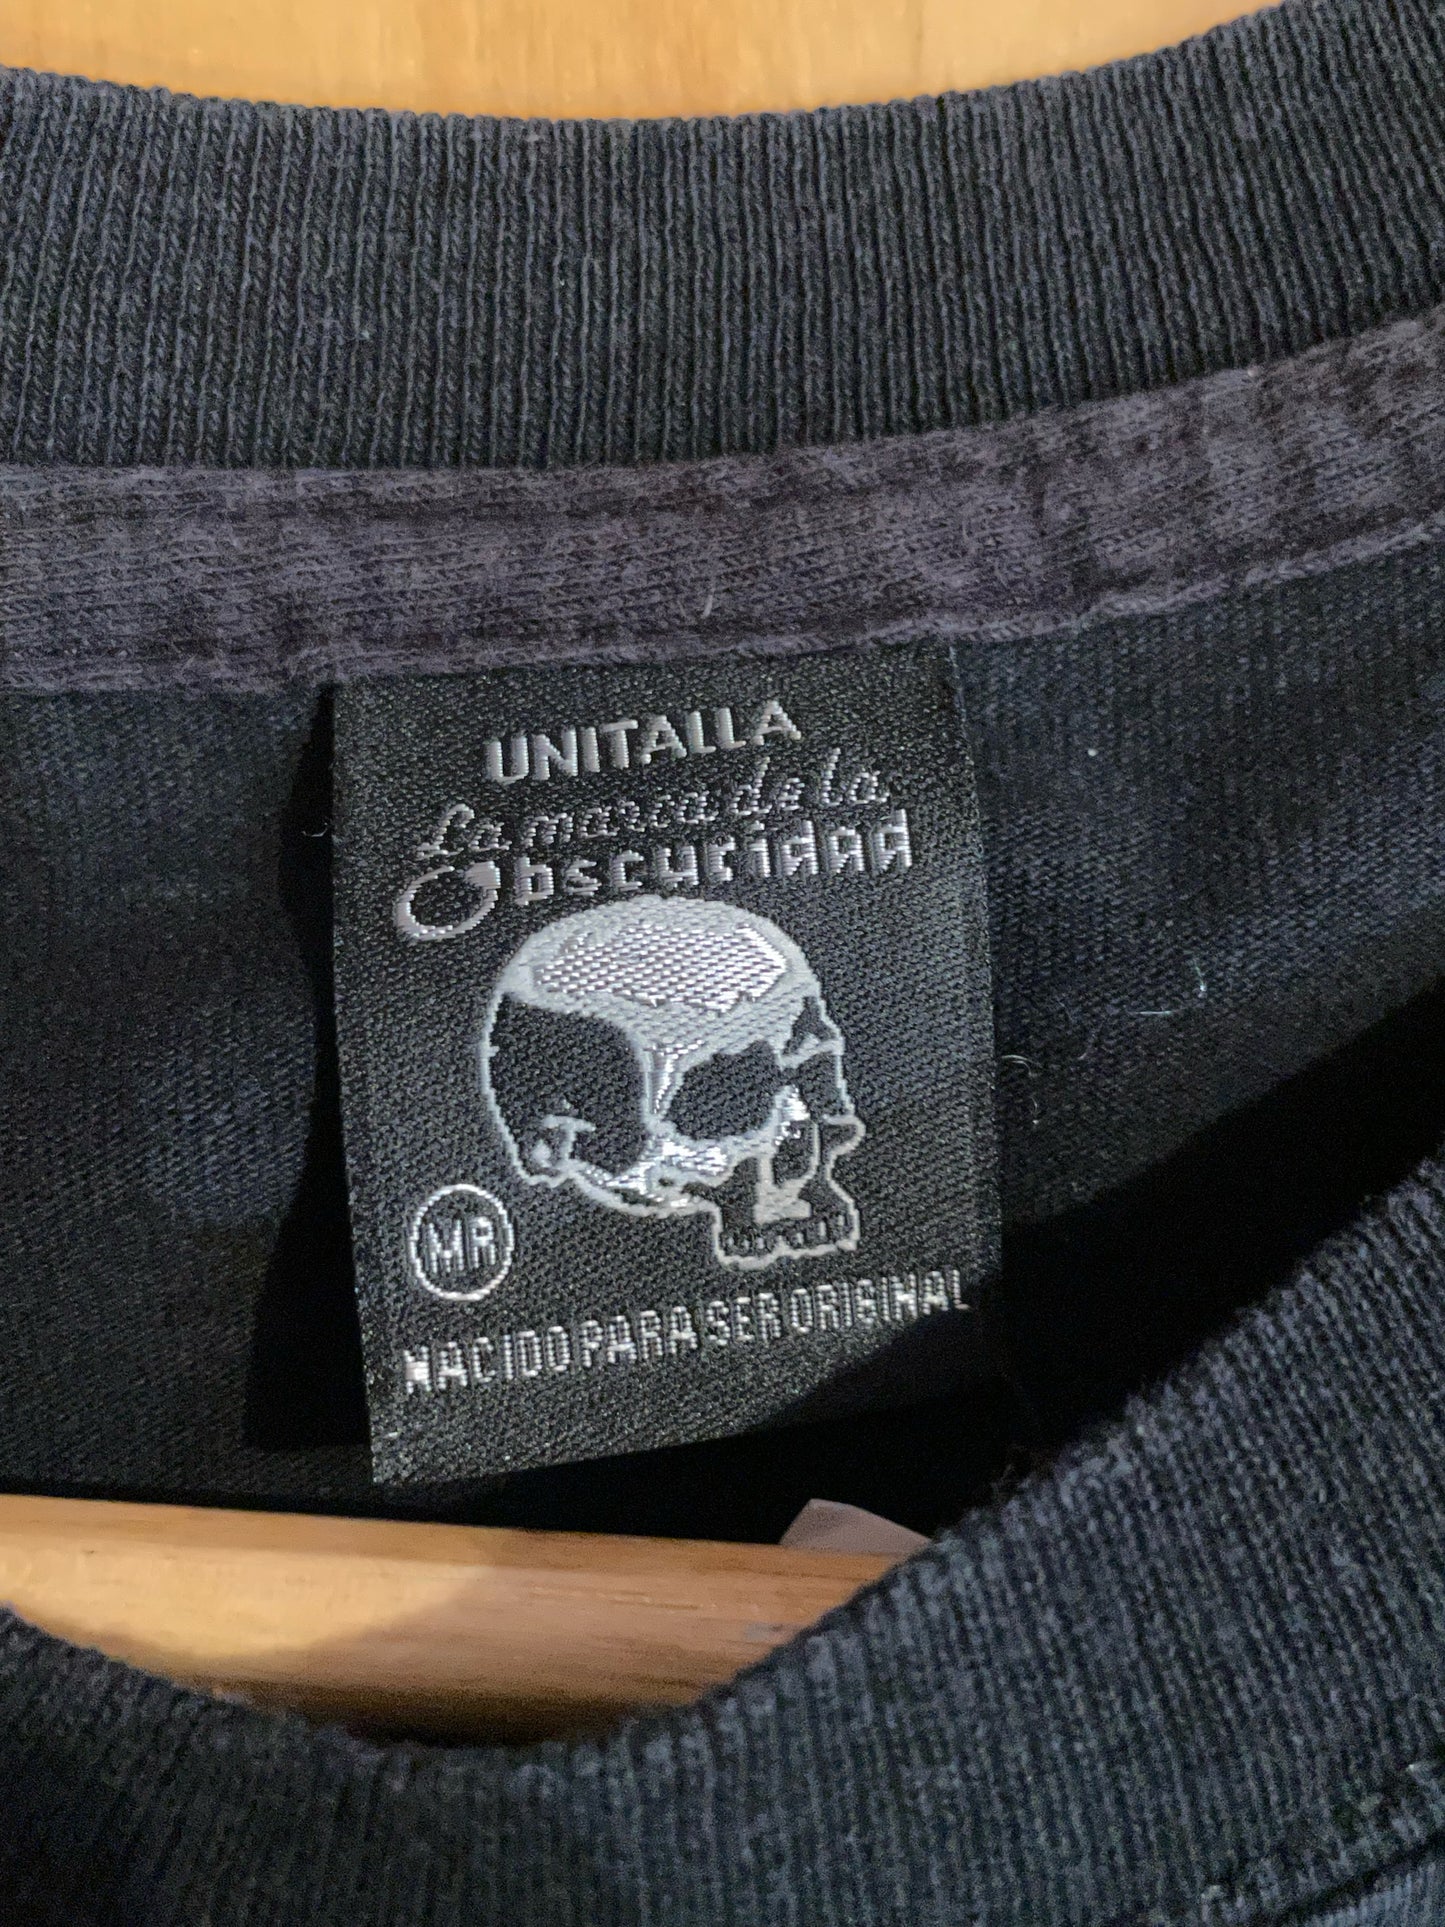 UNITALLA
La marca de la
Obscuridad
MR
NACIDO PARA SER ORIGINAL